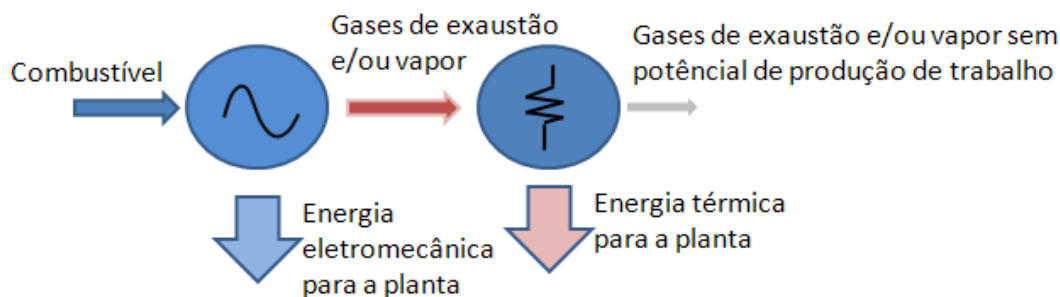 Combustível
Gases de exaustão
e/ou vapor
Gases de exaustão e/ou vapor sem
potêncial de produção de trabalho
Energia
eletromecânica
para a planta
Energia térmica
para a planta